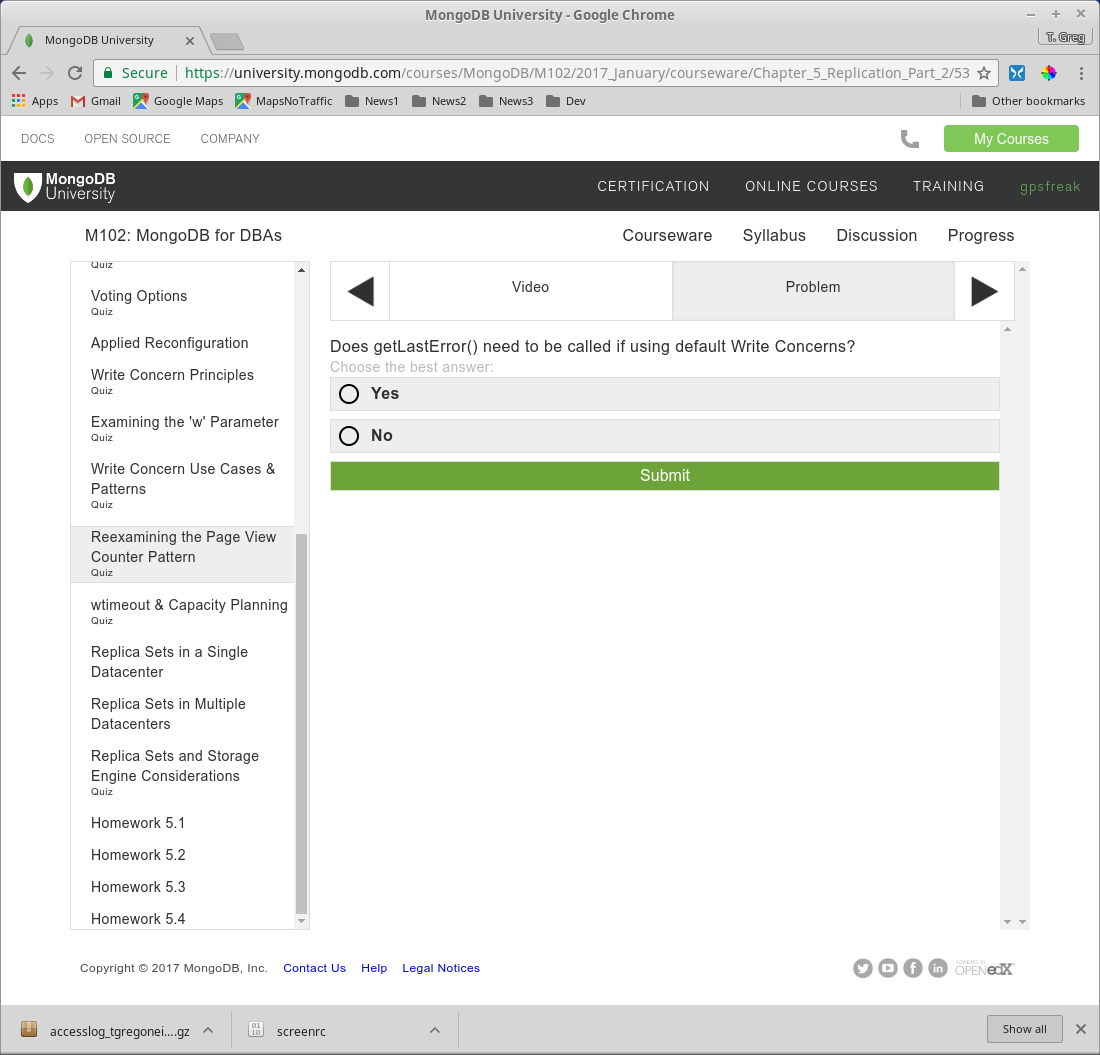 MongoDB University - Google Chrome
MongoDB University
T. Greg
Secure
https://university.mongodb.com/courses/MongoDB/M102/2017_January/courseware/Chapter_5_Replication_Part_2/53
Apps
Gmail
Google Maps
MapsNoTraffic
News1
News2
News3
Dev
Other bookmarks
DOCS
OPEN SOURCE
COMPANY
My Courses
MongoDB
University
CERTIFICATION
ONLINE COURSES
TRAINING
gpsfreak
M102: MongoDB for DBAs
Courseware
Syllabus
Discussion
Progress
Quiz
Voting Options
Quiz
Applied Reconfiguration
Write Concern Principles
Quiz
Examining the 'w' Parameter
Quiz
Write Concern Use Cases &
Patterns
Quiz
Reexamining the Page View
Counter Pattern
Quiz
wtimeout & Capacity Planning
Quiz
Replica Sets in a Single
Datacenter
Replica Sets in Multiple
Datacenters
Replica Sets and Storage
Engine Considerations
Quiz
Homework 5.1
Homework 5.2
Homework 5.3
Homework 5.4
Video
Problem
Does getLastError() need to be called if using default Write Concerns?
Choose the best answer:
Yes
No
Submit
Copyright © 2017 MongoDB, Inc.
Contact Us
Help
Legal Notices
POWERED BY
OPEN edX
accesslog_tgregonei....gz
screenrc
Show all